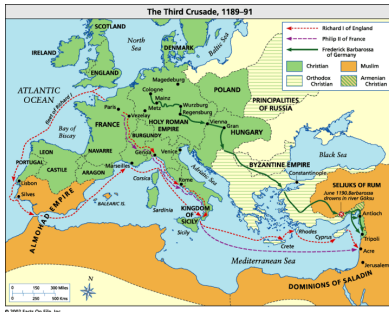 The Third Crusade, 1189–91
SCOTLAND
North
Sea
IRELAND
DENMARK
Baltic Sea
ENGLAND
Magdeburg
POLAND
Cologne
Mainz
Metz
Wurzburg
Regensburg
ATLANTIC
OCEAN
Paris
Vezelay
FRANCE
BURGUNDY
HOLY ROMAN
EMPIRE
Vienna
Gran
HUNGARY
PRINCIPALITIES
OF RUSSIA
Bay of
Biscay
LEON
NAVARRE
PORTUGAL
CASTILE
ARAGON
Genoa
Venice
Marseilles
Corsica
Rome
Adriatic Sea
Lisbon
Silves
BALEARIC IS.
Sardinia
KINGDOM
OF
SICILY
Sicily
ALMOHAD EMPIRE
BYZANTINE EMPIRE
Constantinople
Black Sea
SELJUKS OF RUM
June 1190, Barbarossa
drowns in river Göksu
Antioch
Rhodes
Cyprus
Crete
Tripoli
Acre
Jerusalem
Mediterranean Sea
DOMINIONS OF SALADIN
Richard I of England
Philip II of France
Frederick Barbarossa
of Germany
Christian
Muslim
Orthodox
Christian
Armenian
Christian
0 150 300 Miles
0 250 500 Kms
N